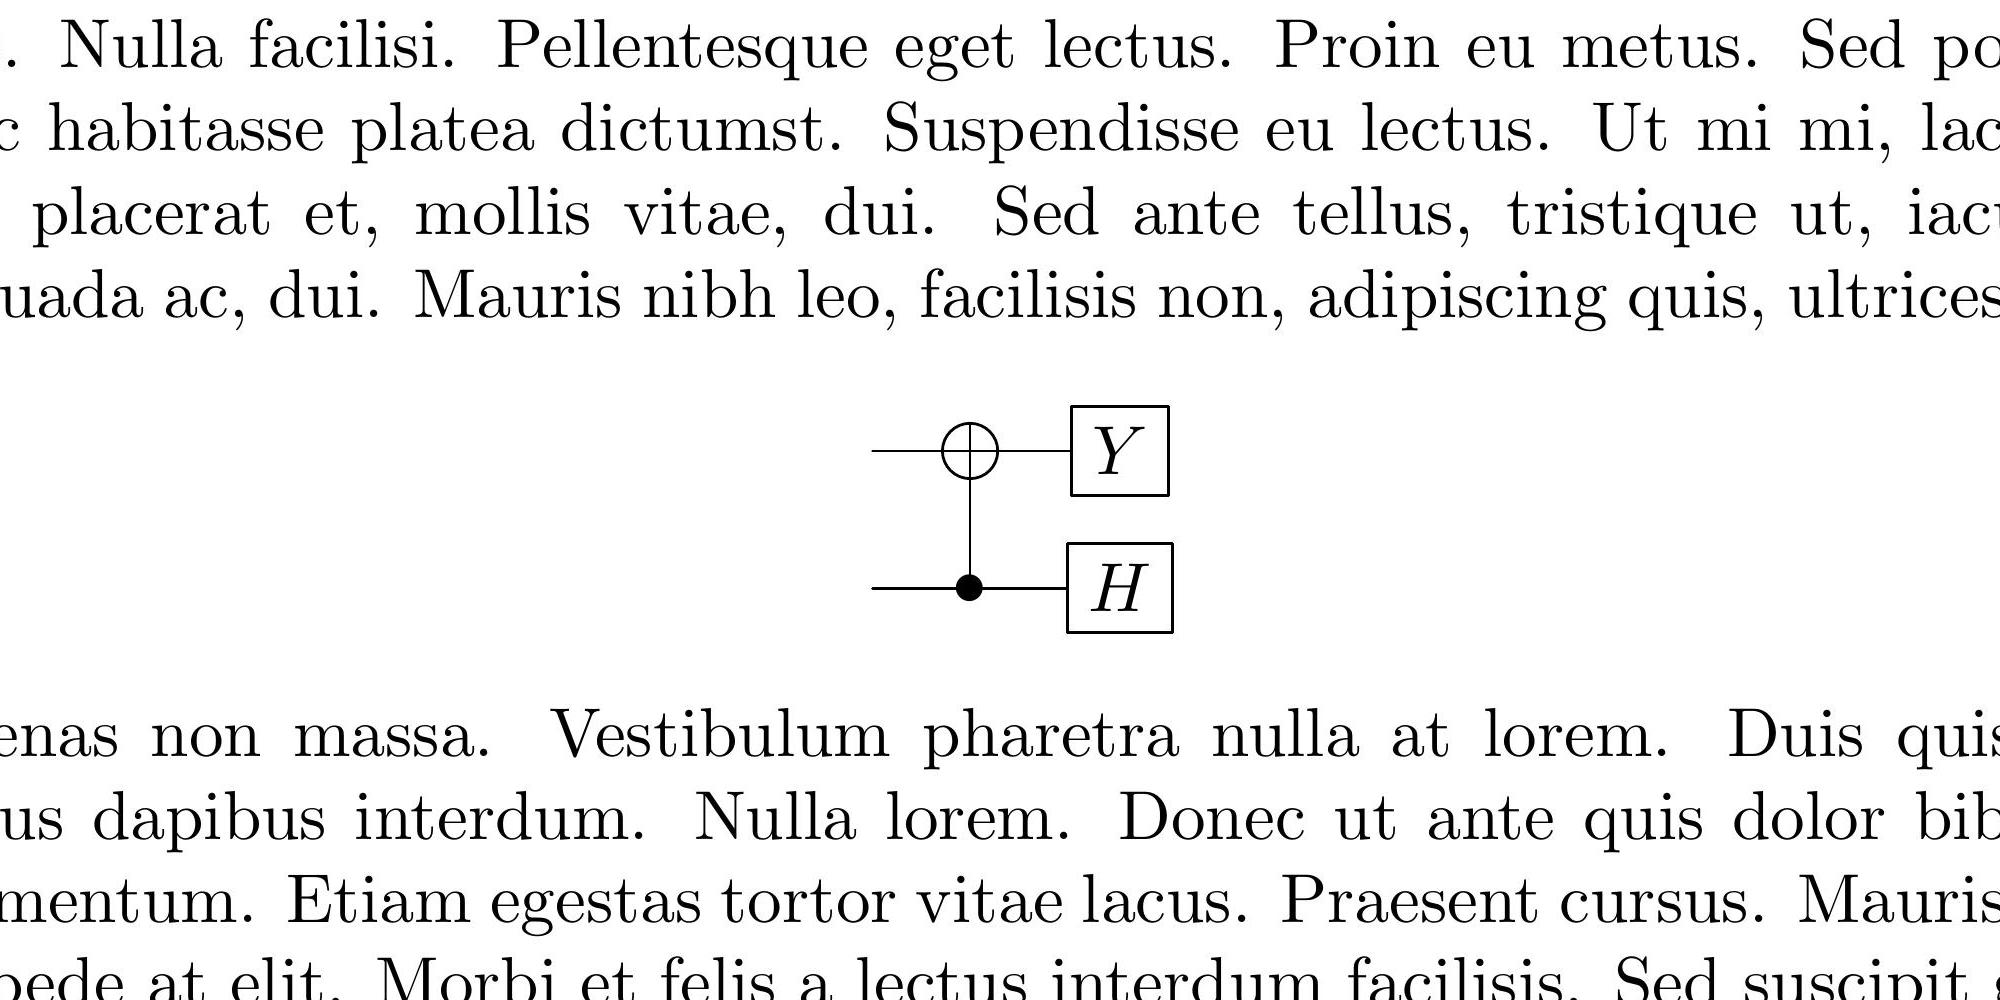 . Nulla facilisi. Pellentesque eget lectus. Proin eu metus. Sed po
c habitasse platea dictumst. Suspendisse eu lectus. Ut mi mi, lac
placerat et, mollis vitae, dui. Sed ante tellus, tristique ut, iacu
uada ac, dui. Mauris nibh leo, facilisis non, adipiscing quis, ultrices
Y
H
enas non massa. Vestibulum pharetra nulla at lorem. Duis quis
us dapibus interdum. Nulla lorem. Donec ut ante quis dolor bib
mentum. Etiam egestas tortor vitae lacus. Praesent cursus. Mauris
pede at elit. Morbi et felis a lectus interdum facilisis. Sed suscipit